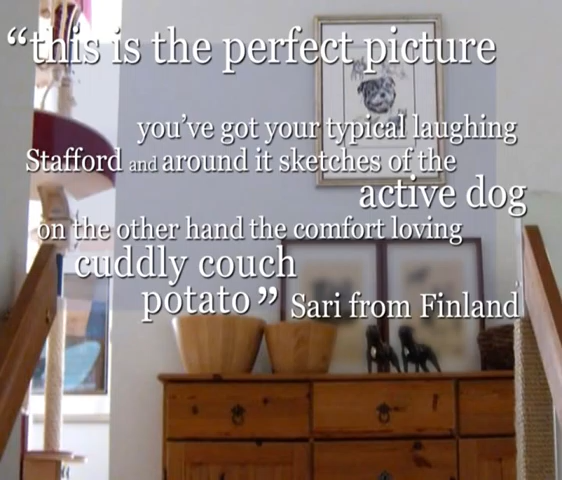 “this is the perfect picture
you’ve got your typical laughing
Stafford and around it sketches of the
active dog
on the other hand the comfort loving
cuddly couch
potato” Sari from Finland